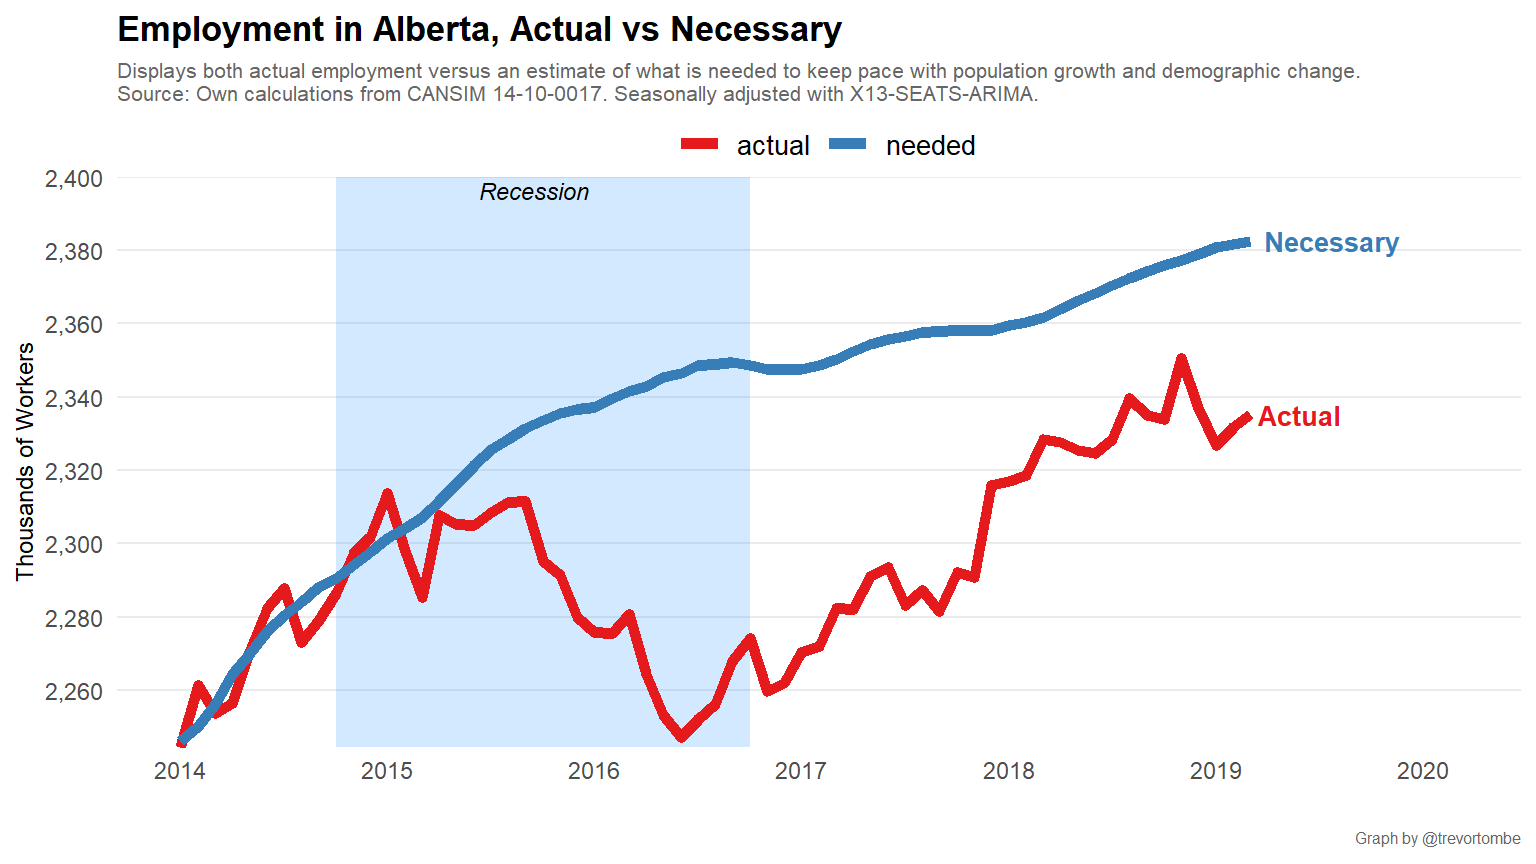 Employment in Alberta, Actual vs Necessary
Displays both actual employment versus an estimate of what is needed to keep pace with population growth and demographic change.
Source: Own calculations from CANSIM 14-10-0017. Seasonally adjusted with X13-SEATS-ARIMA.
actual needed
Recession
2,400
2,380
2,360
2,340
2,320
2,300
2,280
2,260
Thousands of Workers
Necessary
Actual
2014 2015 2016 2017 2018 2019 2020
Graph by @trevortombe